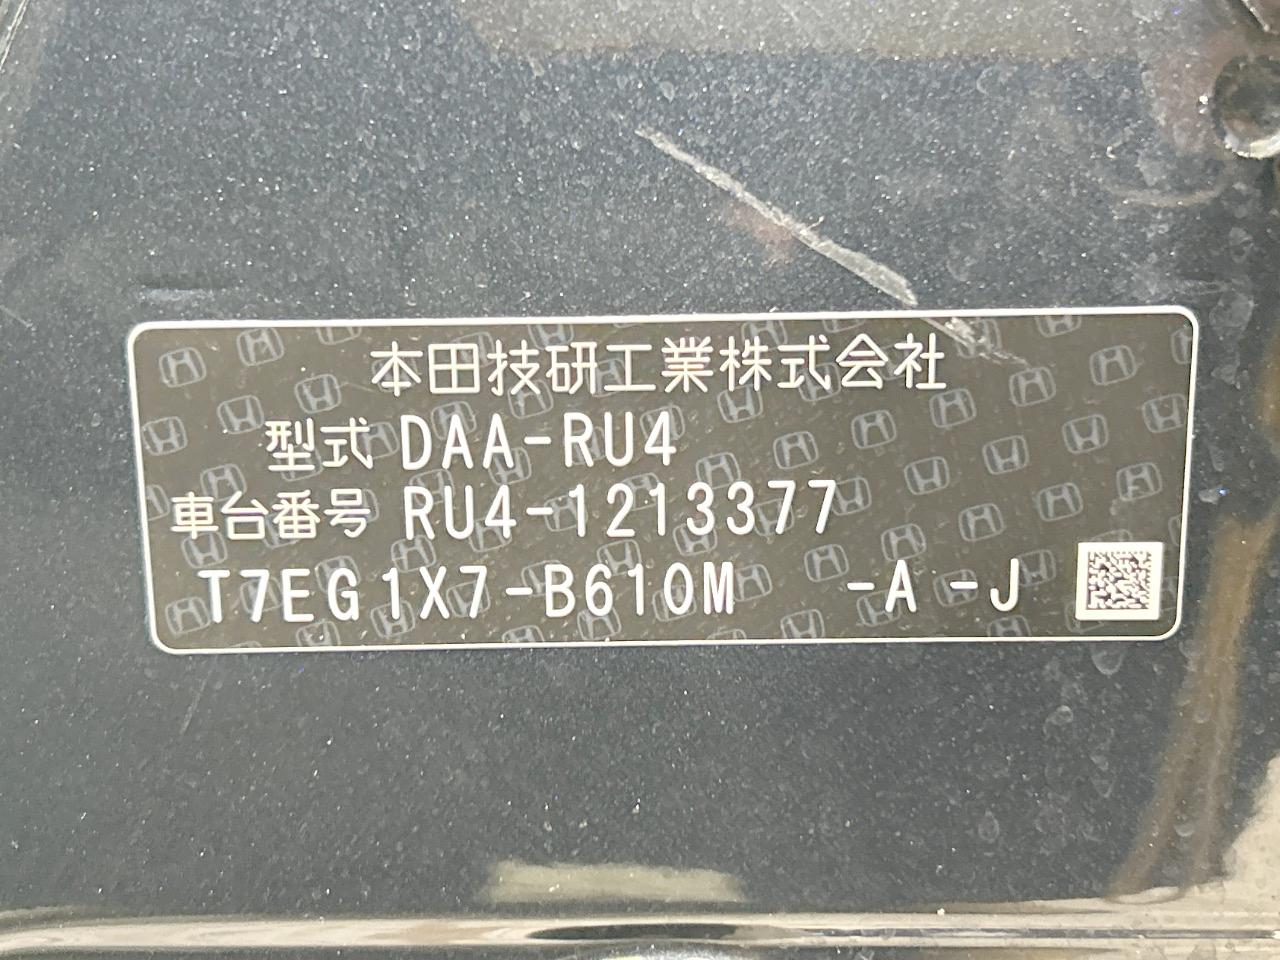 本田技研工業株式会社
型式 DAA-RU4
車台番号 RU4-1213377
T7EG1X7-B610M -A -J